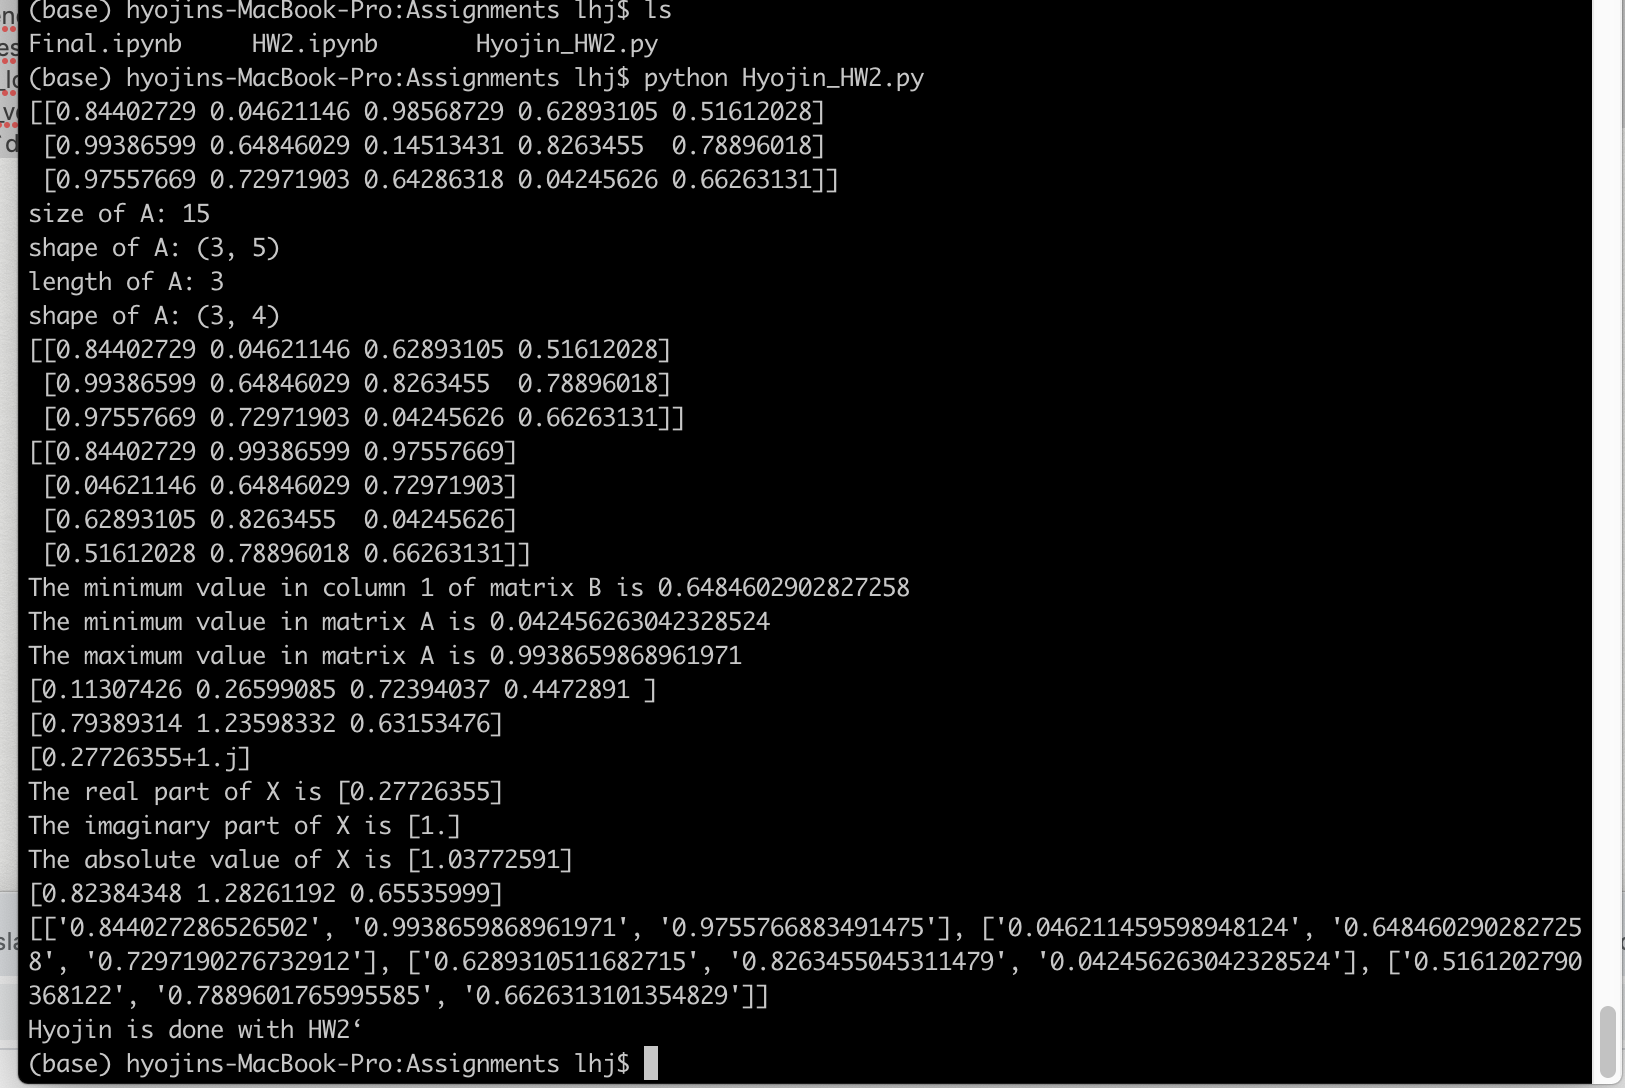 (base) hyojins-MacBook-Pro:Assignments lhj$ ls
Final.ipynb     HW2.ipynb       Hyojin_HW2.py
(base) hyojins-MacBook-Pro:Assignments lhj$ python Hyojin_HW2.py
[[0.84402729 0.04621146 0.98568729 0.62893105 0.51612028]
 [0.99386599 0.64846029 0.14513431 0.8263455  0.78896018]
 [0.97557669 0.72971903 0.64286318 0.04245626 0.66263131]]
size of A: 15
shape of A: (3, 5)
length of A: 3
shape of A: (3, 4)
[[0.84402729 0.04621146 0.62893105 0.51612028]
 [0.99386599 0.64846029 0.8263455  0.78896018]
 [0.97557669 0.72971903 0.04245626 0.66263131]]
[[0.84402729 0.99386599 0.97557669]
 [0.04621146 0.64846029 0.72971903]
 [0.62893105 0.8263455  0.04245626]
 [0.51612028 0.78896018 0.66263131]]
The minimum value in column 1 of matrix B is 0.6484602902827258
The minimum value in matrix A is 0.042456263042328524
The maximum value in matrix A is 0.9938659868961971
[0.11307426 0.26599085 0.72394037 0.4472891 ]
[0.79389314 1.23598332 0.63153476]
[0.27726355+1.j]
The real part of X is [0.27726355]
The imaginary part of X is [1.]
The absolute value of X is [1.03772591]
[0.82384348 1.28261192 0.65535999]
[['0.844027286526502', '0.9938659868961971', '0.9755766883491475'], ['0.046211459598948124', '0.648460290282725
8', '0.7297190276732912'], ['0.6289310511682715', '0.8263455045311479', '0.042456263042328524'], ['0.5161202790
368122', '0.7889601765995585', '0.6626313101354829']]
Hyojin is done with HW2‘
(base) hyojins-MacBook-Pro:Assignments lhj$